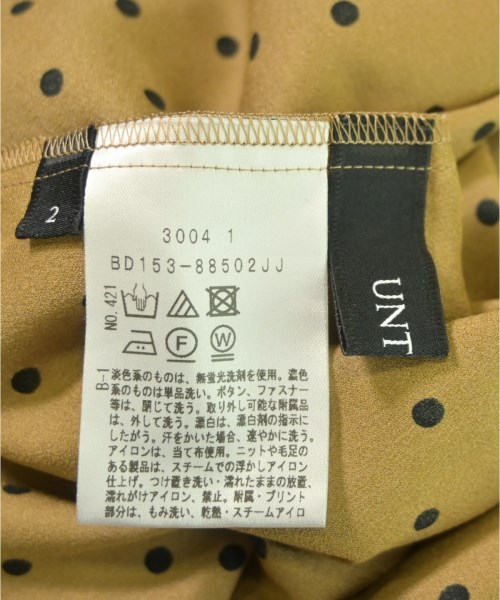 2
3004 1
BD153-88502JJ
NO.421
F
W
B-1
淡色系のものは、無蛍光洗剤を使用。濃色
系のものは単品洗い。ボタン、ファスナー
等は、閉じて洗う。取り外し可能な附属品
は、外して洗う。漂白は、漂白剤の指示に
したがう。汗をかいた場合、速やかに洗う。
アイロンは、当て布使用。ニットや毛足の
ある製品は、スチームでの浮かしアイロン
仕上げ。つけ置き洗い・濡れたままの放置、
濡れがけアイロン、禁止。附属・プリント
部分は、もみ洗い、乾熱・スチームアイロ
UNT